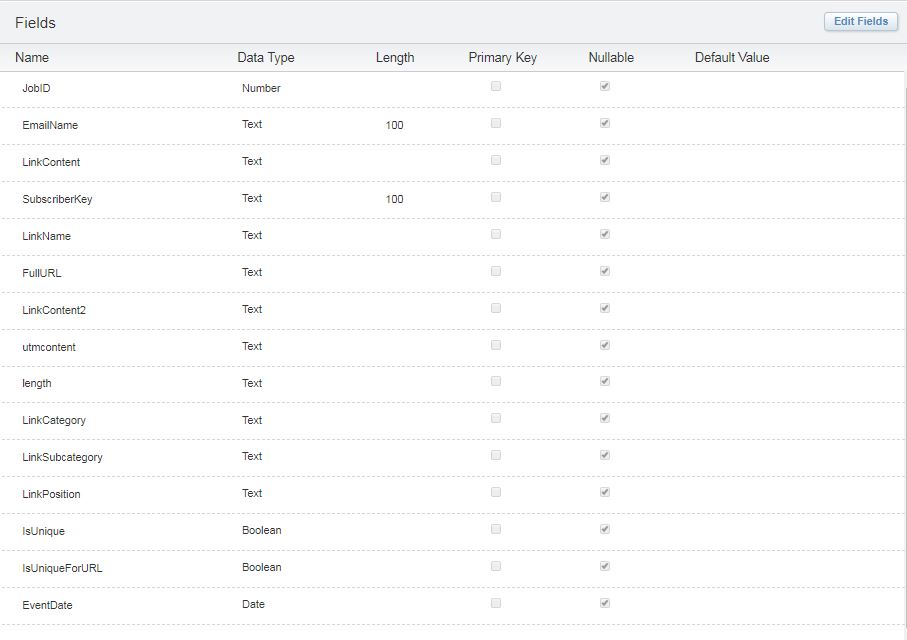 Fields Edit Fields
Name Data Type Length Primary Key Nullable Default Value
JobID Number
EmailName Text 100
LinkContent Text
SubscriberKey Text 100
LinkName Text
FullURL Text
LinkContent2 Text
utmcontent Text
length Text
LinkCategory Text
LinkSubcategory Text
LinkPosition Text
IsUnique Boolean
IsUniqueForURL Boolean
EventDate Date